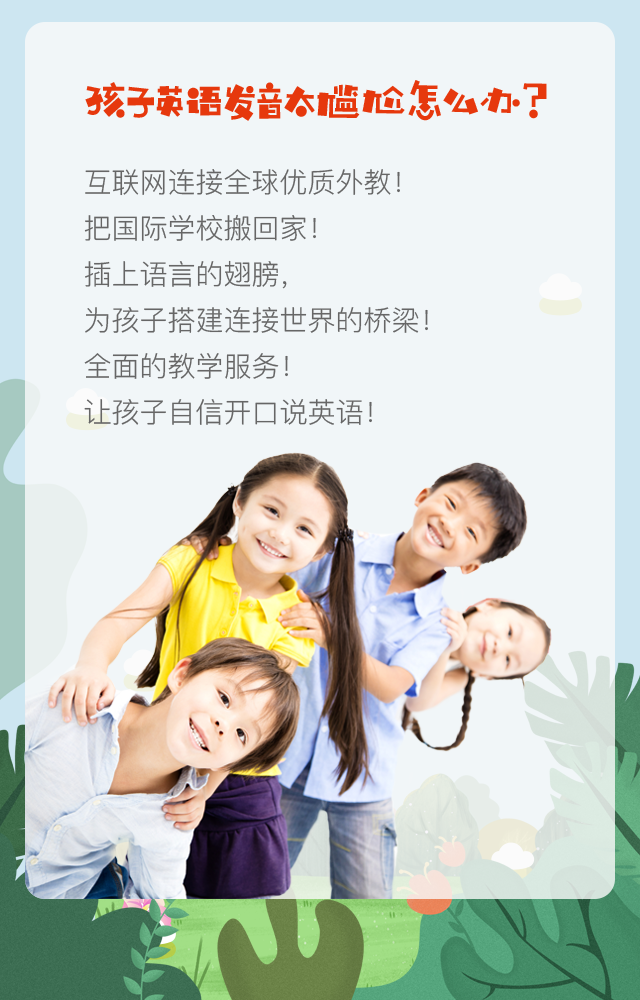 孩子英语发音太尴尬怎么办?
互联网连接全球优质外教!
把国际学校搬回家!
插上语言的翅膀,
为孩子搭建连接世界的桥梁!
全面的教学服务!
让孩子自信开口说英语!